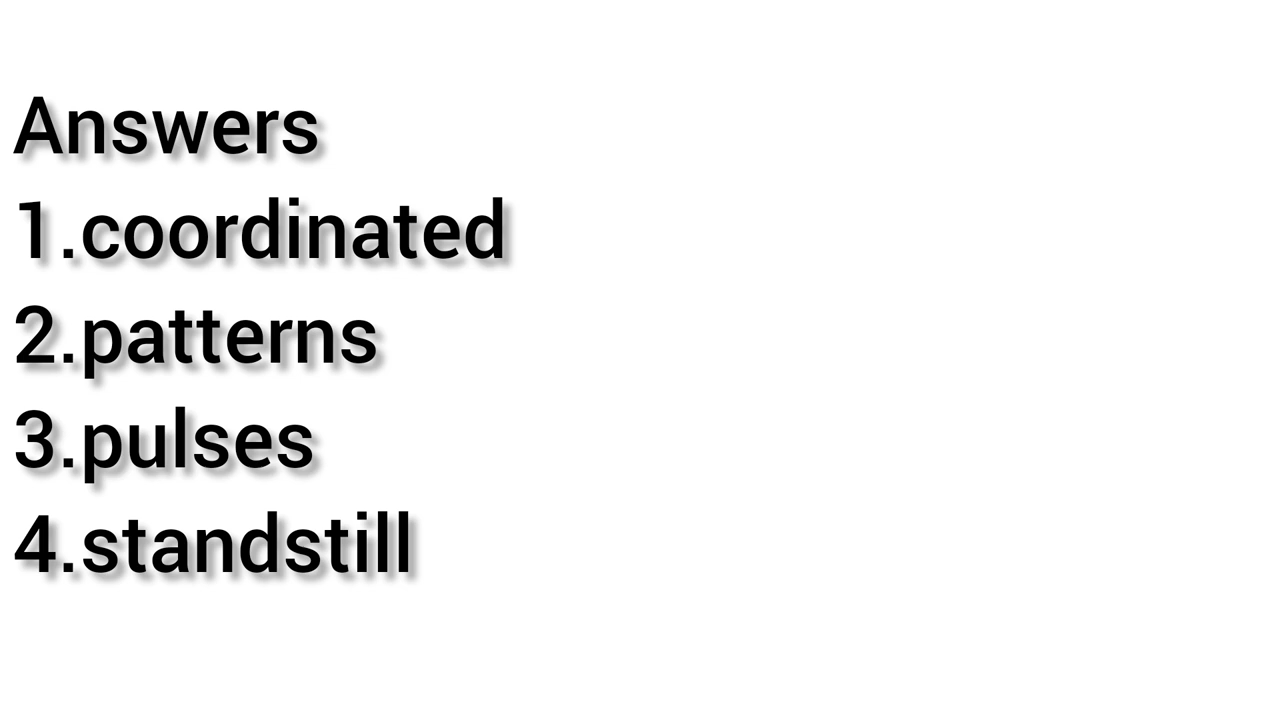 Answers
1.coordinated
2.patterns
3.pulses
4.standstill